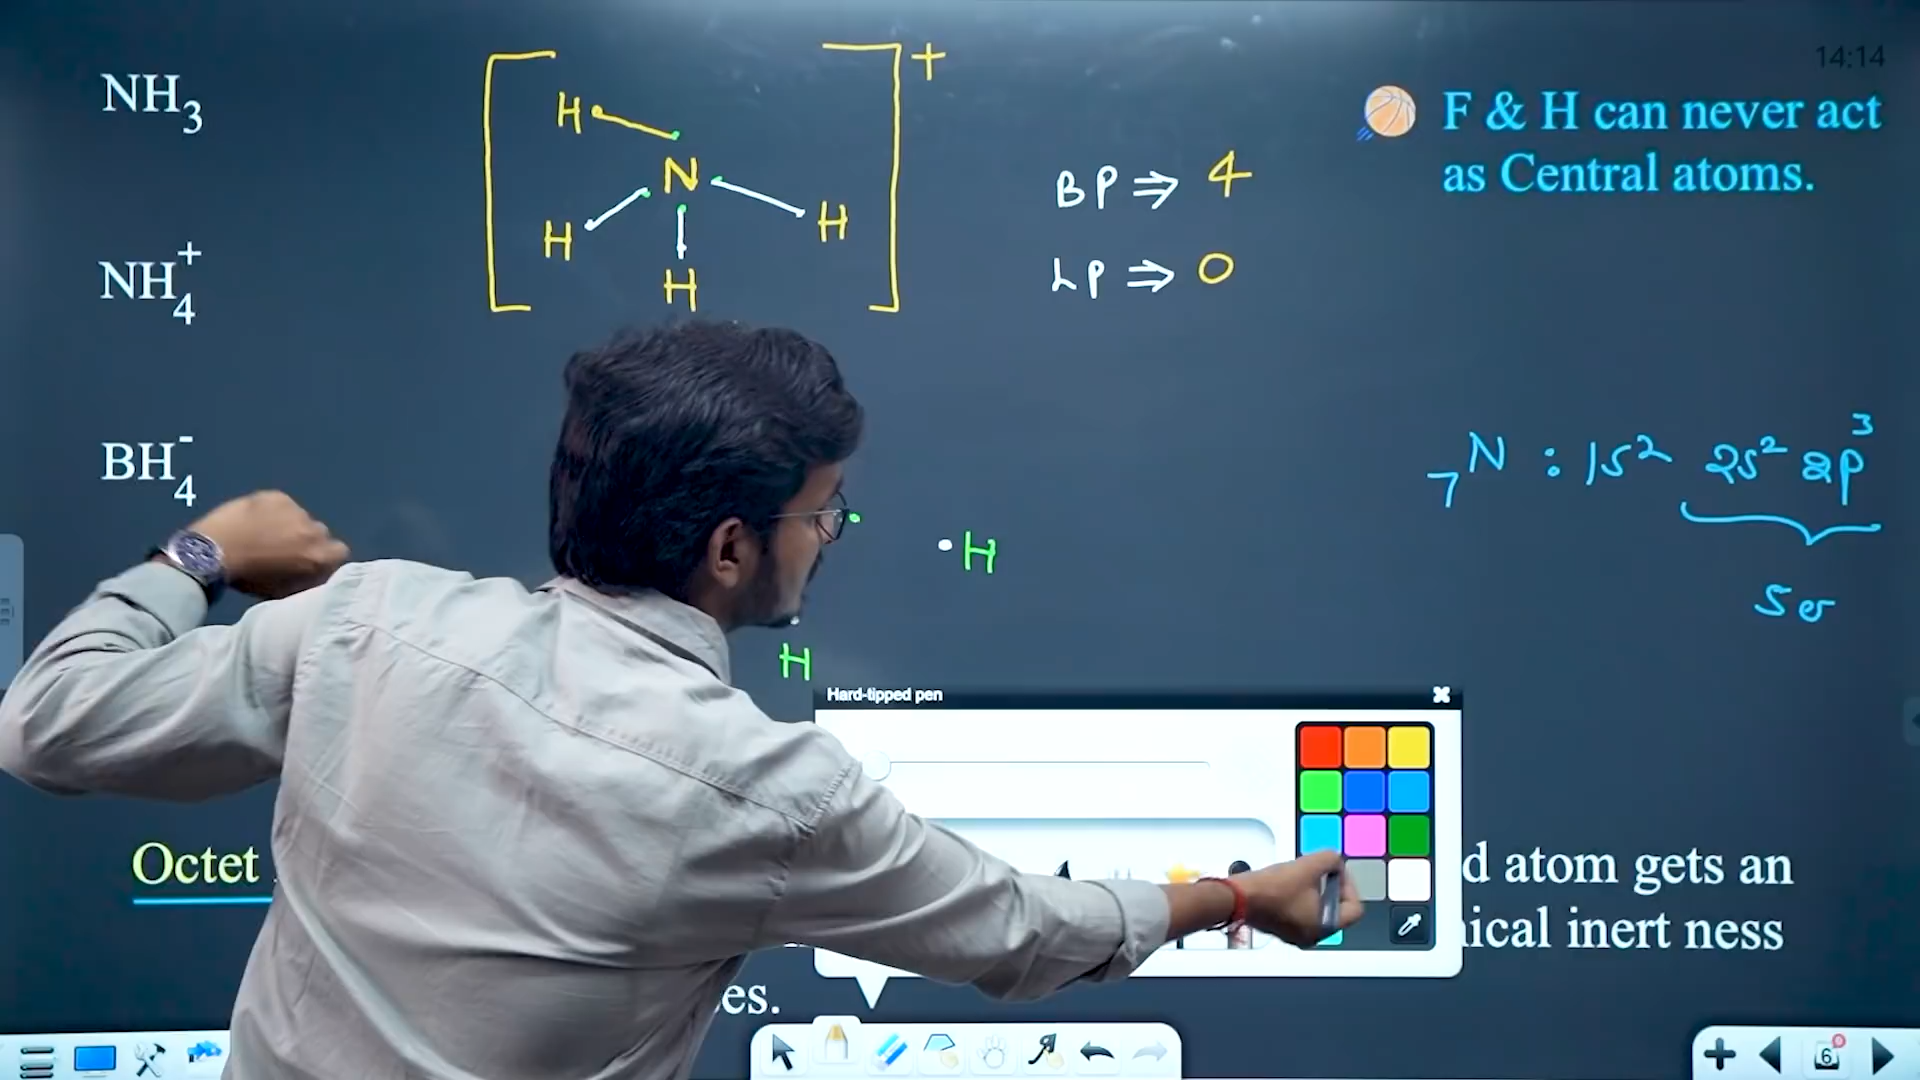 14:14
NH₃
NH₄⁺
BH₄⁻
[
H
N
H
H
H
]⁺
BP ⇒ 4
LP ⇒ 0
F & H can never act
as Central atoms.
₇N : 1s² 2s² 2p³
5e
H
H
Hard-tipped pen
Octet
d atom gets an
ical inert ness
es.
6